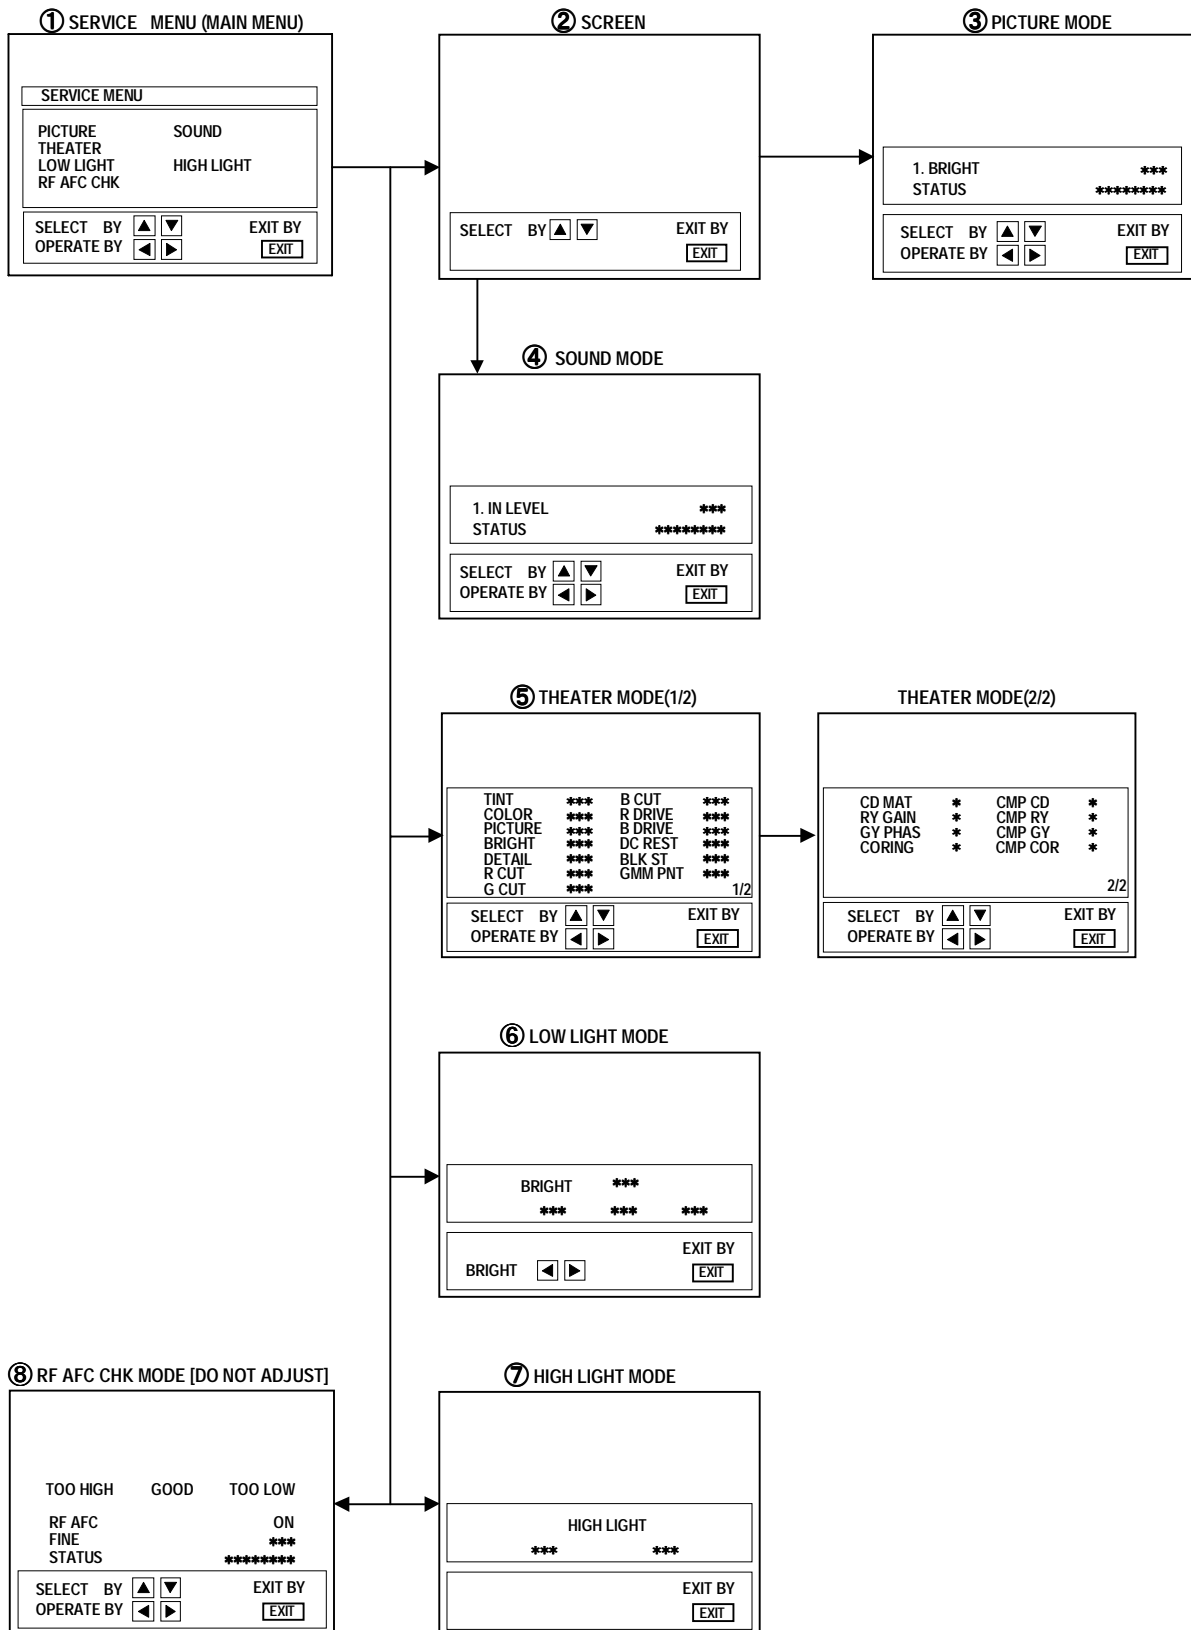 ① SERVICE MENU (MAIN MENU)
SERVICE MENU
PICTURE SOUND
THEATER
LOW LIGHT HIGH LIGHT
RF AFC CHK
SELECT BY ▲ ▼ EXIT BY
OPERATE BY ◀ ▶ EXIT
② SCREEN
SELECT BY ▲ ▼ EXIT BY
EXIT
③ PICTURE MODE
1. BRIGHT ***
STATUS ********
SELECT BY ▲ ▼ EXIT BY
OPERATE BY ◀ ▶ EXIT
④ SOUND MODE
1. IN LEVEL ***
STATUS ********
SELECT BY ▲ ▼ EXIT BY
OPERATE BY ◀ ▶ EXIT
⑤ THEATER MODE(1/2)
TINT *** B CUT ***
COLOR *** R DRIVE ***
PICTURE *** B DRIVE ***
BRIGHT *** DC REST ***
DETAIL *** BLK ST ***
R CUT *** GMM PNT ***
G CUT *** 1/2
SELECT BY ▲ ▼ EXIT BY
OPERATE BY ◀ ▶ EXIT
THEATER MODE(2/2)
CD MAT * CMP CD *
RY GAIN * CMP RY *
GY PHAS * CMP GY *
CORING * CMP COR *
2/2
SELECT BY ▲ ▼ EXIT BY
OPERATE BY ◀ ▶ EXIT
⑥ LOW LIGHT MODE
BRIGHT ***
*** *** ***
EXIT BY
BRIGHT ◀ ▶ EXIT
⑧ RF AFC CHK MODE [DO NOT ADJUST]
TOO HIGH GOOD TOO LOW
RF AFC ON
FINE ***
STATUS ********
SELECT BY ▲ ▼ EXIT BY
OPERATE BY ◀ ▶ EXIT
⑦ HIGH LIGHT MODE
HIGH LIGHT
*** ***
EXIT BY
EXIT